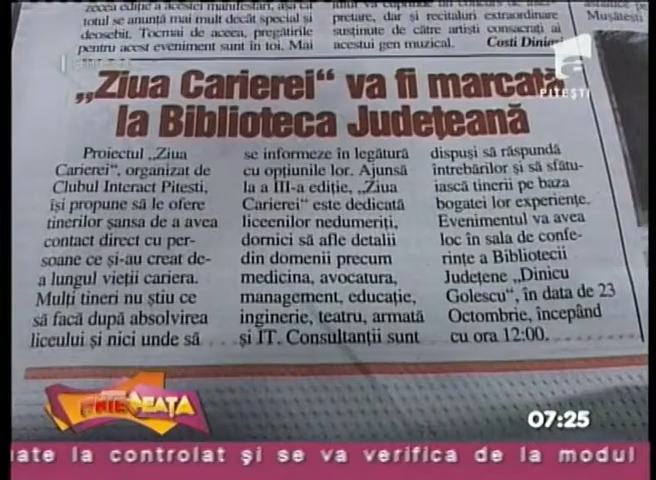 zecea ediție a acestei manifestări, așa că
torul se anunță mai mult decât special și
deosebit. Tocmai de aceea, pregătirile
pentru acest eveniment sunt în toi. Mai
pretare, dar și recitaluri extraordinare
susținute de către artiști consacrați ai
acestui gen muzical. Costi Dinimi
Mușătești
PITEȘTI
„Ziua Carierei“ va fi marcată
la Biblioteca Județeană
Proiectul „Ziua
Carierei“, organizat de
Clubul Interact Pitești,
își propune să le ofere
tinerilor șansa de a avea
contact direct cu per-
soane ce și-au creat de-
a lungul vieții cariera.
Mulți tineri nu știu ce
să facă după absolvirea
liceului și nici unde să
se informeze în legătură
cu opțiunile lor. Ajunsă
la a III-a ediție, „Ziua
Carierei“ este dedicată
liceenilor nedumeriți,
dornici să afle detalii
din domenii precum
medicina, avocatura,
management, educație,
inginerie, teatru, armată
și IT. Consultanții sunt
dispuși să răspundă
întrebărilor și să sfătu-
iască tinerii pe baza
bogatei lor experiențe.
Evenimentul va avea
loc în sala de confe-
rințe a Bibliotecii
Județene „Dinicu
Golescu“, în data de 23
Octombrie, începând
cu ora 12:00.
07:25
iate la controlat și se va verifica de la modul